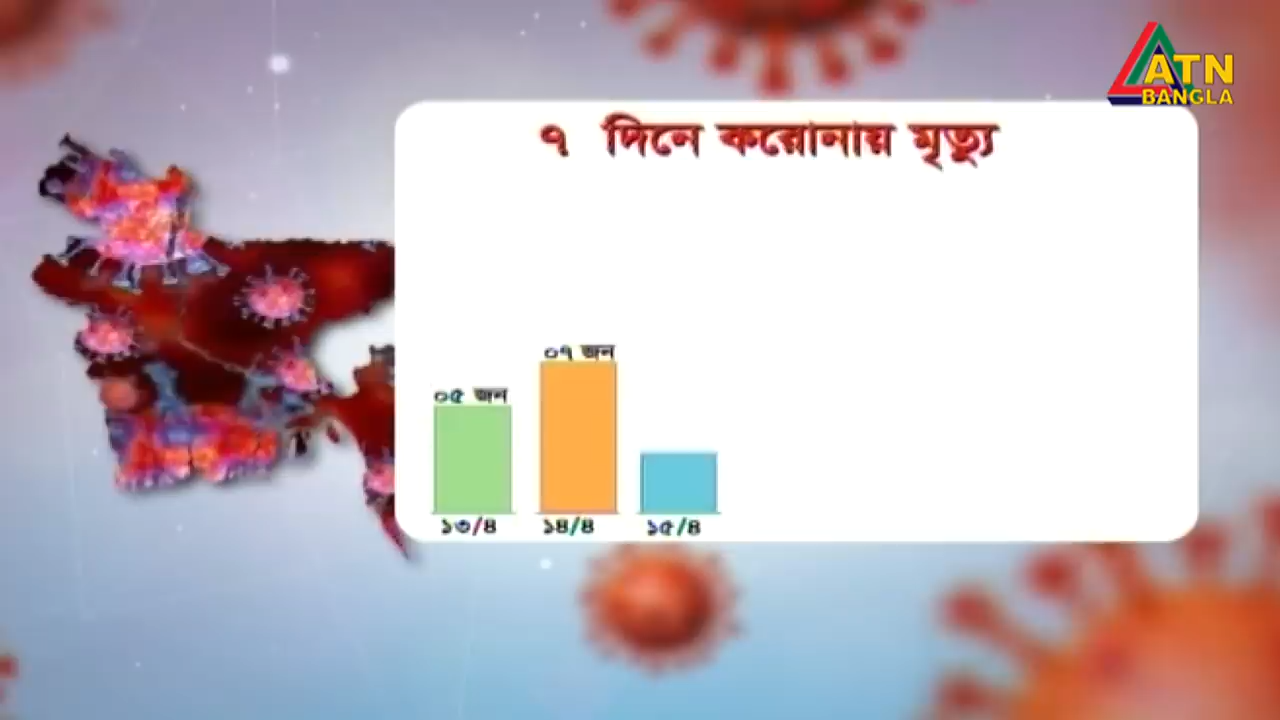 ATN
BANGLA
৭ দিনে করোনায় মৃত্যু
০৫ জন
০৭ জন
১৩/৪
১৪/৪
১৫/৪